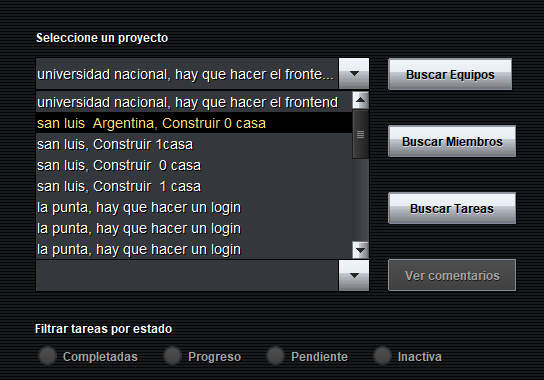 Seleccione un proyecto
universidad nacional, hay que hacer el fronte...
Buscar Equipos
universidad nacional, hay que hacer el frontend
san luis  Argentina, Construir 0 casa
san luis, Construir 1casa
Buscar Miembros
san luis, Construir  0 casa
san luis, Construir  1 casa
la punta, hay que hacer un login
Buscar Tareas
la punta, hay que hacer un login
la punta, hay que hacer un login
Ver comentarios
Filtrar tareas por estado
Completadas
Progreso
Pendiente
Inactiva